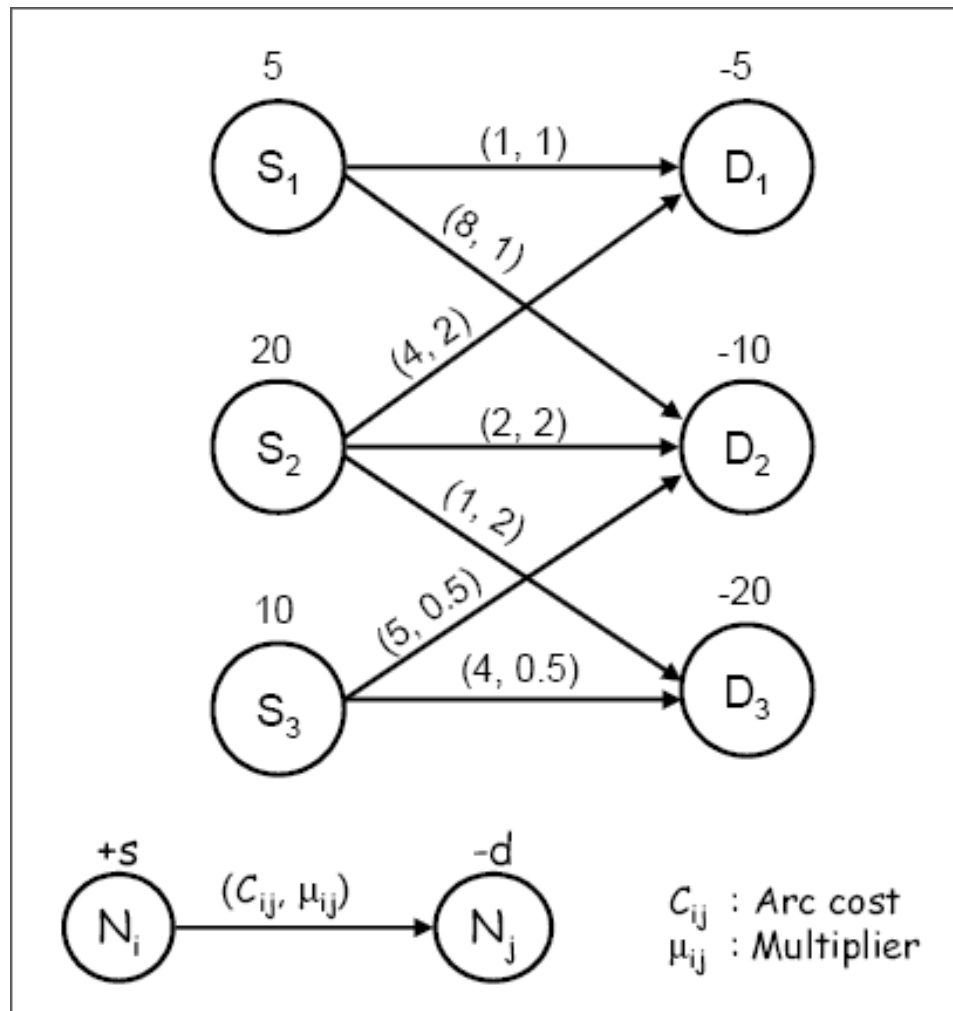 5
-5
S₁
(1, 1)
D₁
(8, 1)
20
(4, 2)
-10
S₂
(2, 2)
D₂
(1, 2)
10
(5, 0.5)
-20
S₃
(4, 0.5)
D₃
+s
-d
Nᵢ
(Cᵢⱼ, μᵢⱼ)
Nⱼ
Cᵢⱼ : Arc cost
μᵢⱼ : Multiplier